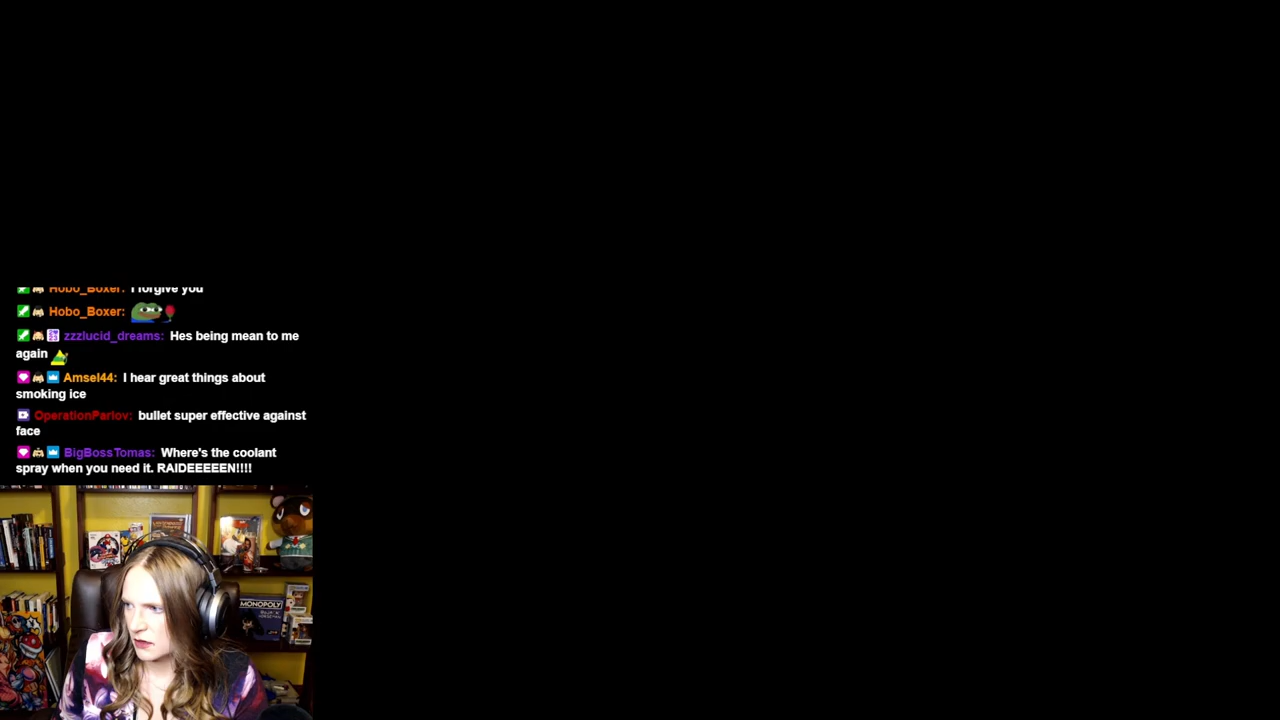 Hobo_Boxer: I forgive you
Hobo_Boxer:
zzzlucid_dreams: Hes being mean to me
again
Amsel44: I hear great things about
smoking ice
OperationParlov: bullet super effective against
face
BigBossTomas: Where's the coolant
spray when you need it. RAIDEEEEEN!!!!
MONOPOLY